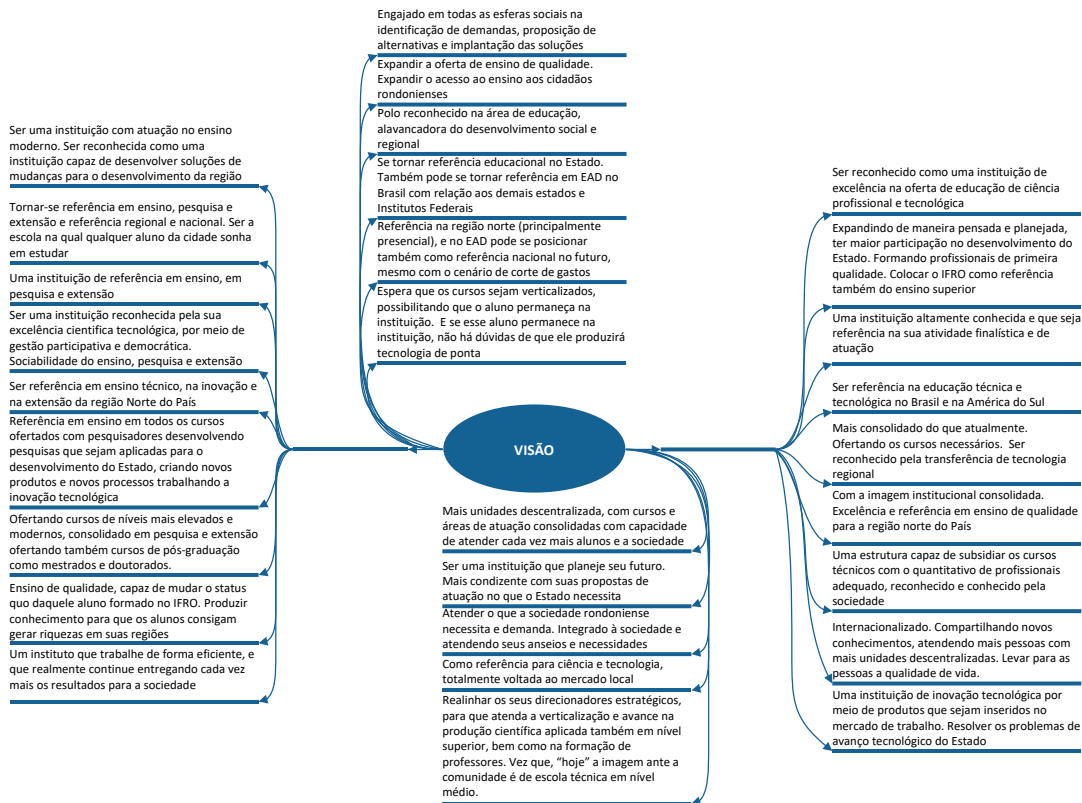 Engajado em todas as esferas sociais na
identificação de demandas, proposição de
alternativas e implantação das soluções
Expandir a oferta de ensino de qualidade.
Expandir o acesso ao ensino aos cidadãos
rondonienses
Polo reconhecido na área de educação,
alavancadora do desenvolvimento social e
regional
Se tornar referência educacional no Estado.
Também pode se tornar referência em EAD no
Brasil com relação aos demais estados e
Institutos Federais
Referência na região norte (principalmente
presencial), e no EAD pode se posicionar
também como referência nacional no futuro,
mesmo com o cenário de corte de gastos
Espera que os cursos sejam verticalizados,
possibilitando que o aluno permaneça na
instituição.  E se esse aluno permanece na
instituição, não há dúvidas de que ele produzirá
tecnologia de ponta
Ser uma instituição com atuação no ensino
moderno. Ser reconhecida como uma
instituição capaz de desenvolver soluções de
mudanças para o desenvolvimento da região
Tornar-se referência em ensino, pesquisa e
extensão e referência regional e nacional. Ser a
escola na qual qualquer aluno da cidade sonha
em estudar
Uma instituição de referência em ensino, em
pesquisa e extensão
Ser uma instituição reconhecida pela sua
excelência cientifica tecnológica, por meio de
gestão participativa e democrática.
Sociabilidade do ensino, pesquisa e extensão
Ser referência em ensino técnico, na inovação e
na extensão da região Norte do País
Referência em ensino em todos os cursos
ofertados com pesquisadores desenvolvendo
pesquisas que sejam aplicadas para o
desenvolvimento do Estado, criando novos
produtos e novos processos trabalhando a
inovação tecnológica
Ofertando cursos de níveis mais elevados e
modernos, consolidado em pesquisa e extensão
ofertando também cursos de pós-graduação
como mestrados e doutorados.
Ensino de qualidade, capaz de mudar o status
quo daquele aluno formado no IFRO. Produzir
conhecimento para que os alunos consigam
gerar riquezas em suas regiões
Um instituto que trabalhe de forma eficiente, e
que realmente continue entregando cada vez
mais os resultados para a sociedade
VISÃO
Mais unidades descentralizada, com cursos e
áreas de atuação consolidadas com capacidade
de atender cada vez mais alunos e a sociedade
Ser uma instituição que planeje seu futuro.
Mais condizente com suas propostas de
atuação no que o Estado necessita
Atender o que a sociedade rondoniense
necessita e demanda. Integrado à sociedade e
atendendo seus anseios e necessidades
Como referência para ciência e tecnologia,
totalmente voltada ao mercado local
Realinhar os seus direcionadores estratégicos,
para que atenda a verticalização e avance na
produção científica aplicada também em nível
superior, bem como na formação de
professores. Vez que, “hoje” a imagem ante a
comunidade é de escola técnica em nível
médio.
Ser reconhecido como uma instituição de
excelência na oferta de educação de ciência
profissional e tecnológica
Expandindo de maneira pensada e planejada,
ter maior participação no desenvolvimento do
Estado. Formando profissionais de primeira
qualidade. Colocar o IFRO como referência
também do ensino superior
Uma instituição altamente conhecida e que seja
referência na sua atividade finalística e de
atuação
Ser referência na educação técnica e
tecnológica no Brasil e na América do Sul
Mais consolidado do que atualmente.
Ofertando os cursos necessários.  Ser
reconhecido pela transferência de tecnologia
regional
Com a imagem institucional consolidada.
Excelência e referência em ensino de qualidade
para a região norte do País
Uma estrutura capaz de subsidiar os cursos
técnicos com o quantitativo de profissionais
adequado, reconhecido e conhecido pela
sociedade
Internacionalizado. Compartilhando novos
conhecimentos, atendendo mais pessoas com
mais unidades descentralizadas. Levar para as
pessoas a qualidade de vida.
Uma instituição de inovação tecnológica por
meio de produtos que sejam inseridos no
mercado de trabalho. Resolver os problemas de
avanço tecnológico do Estado